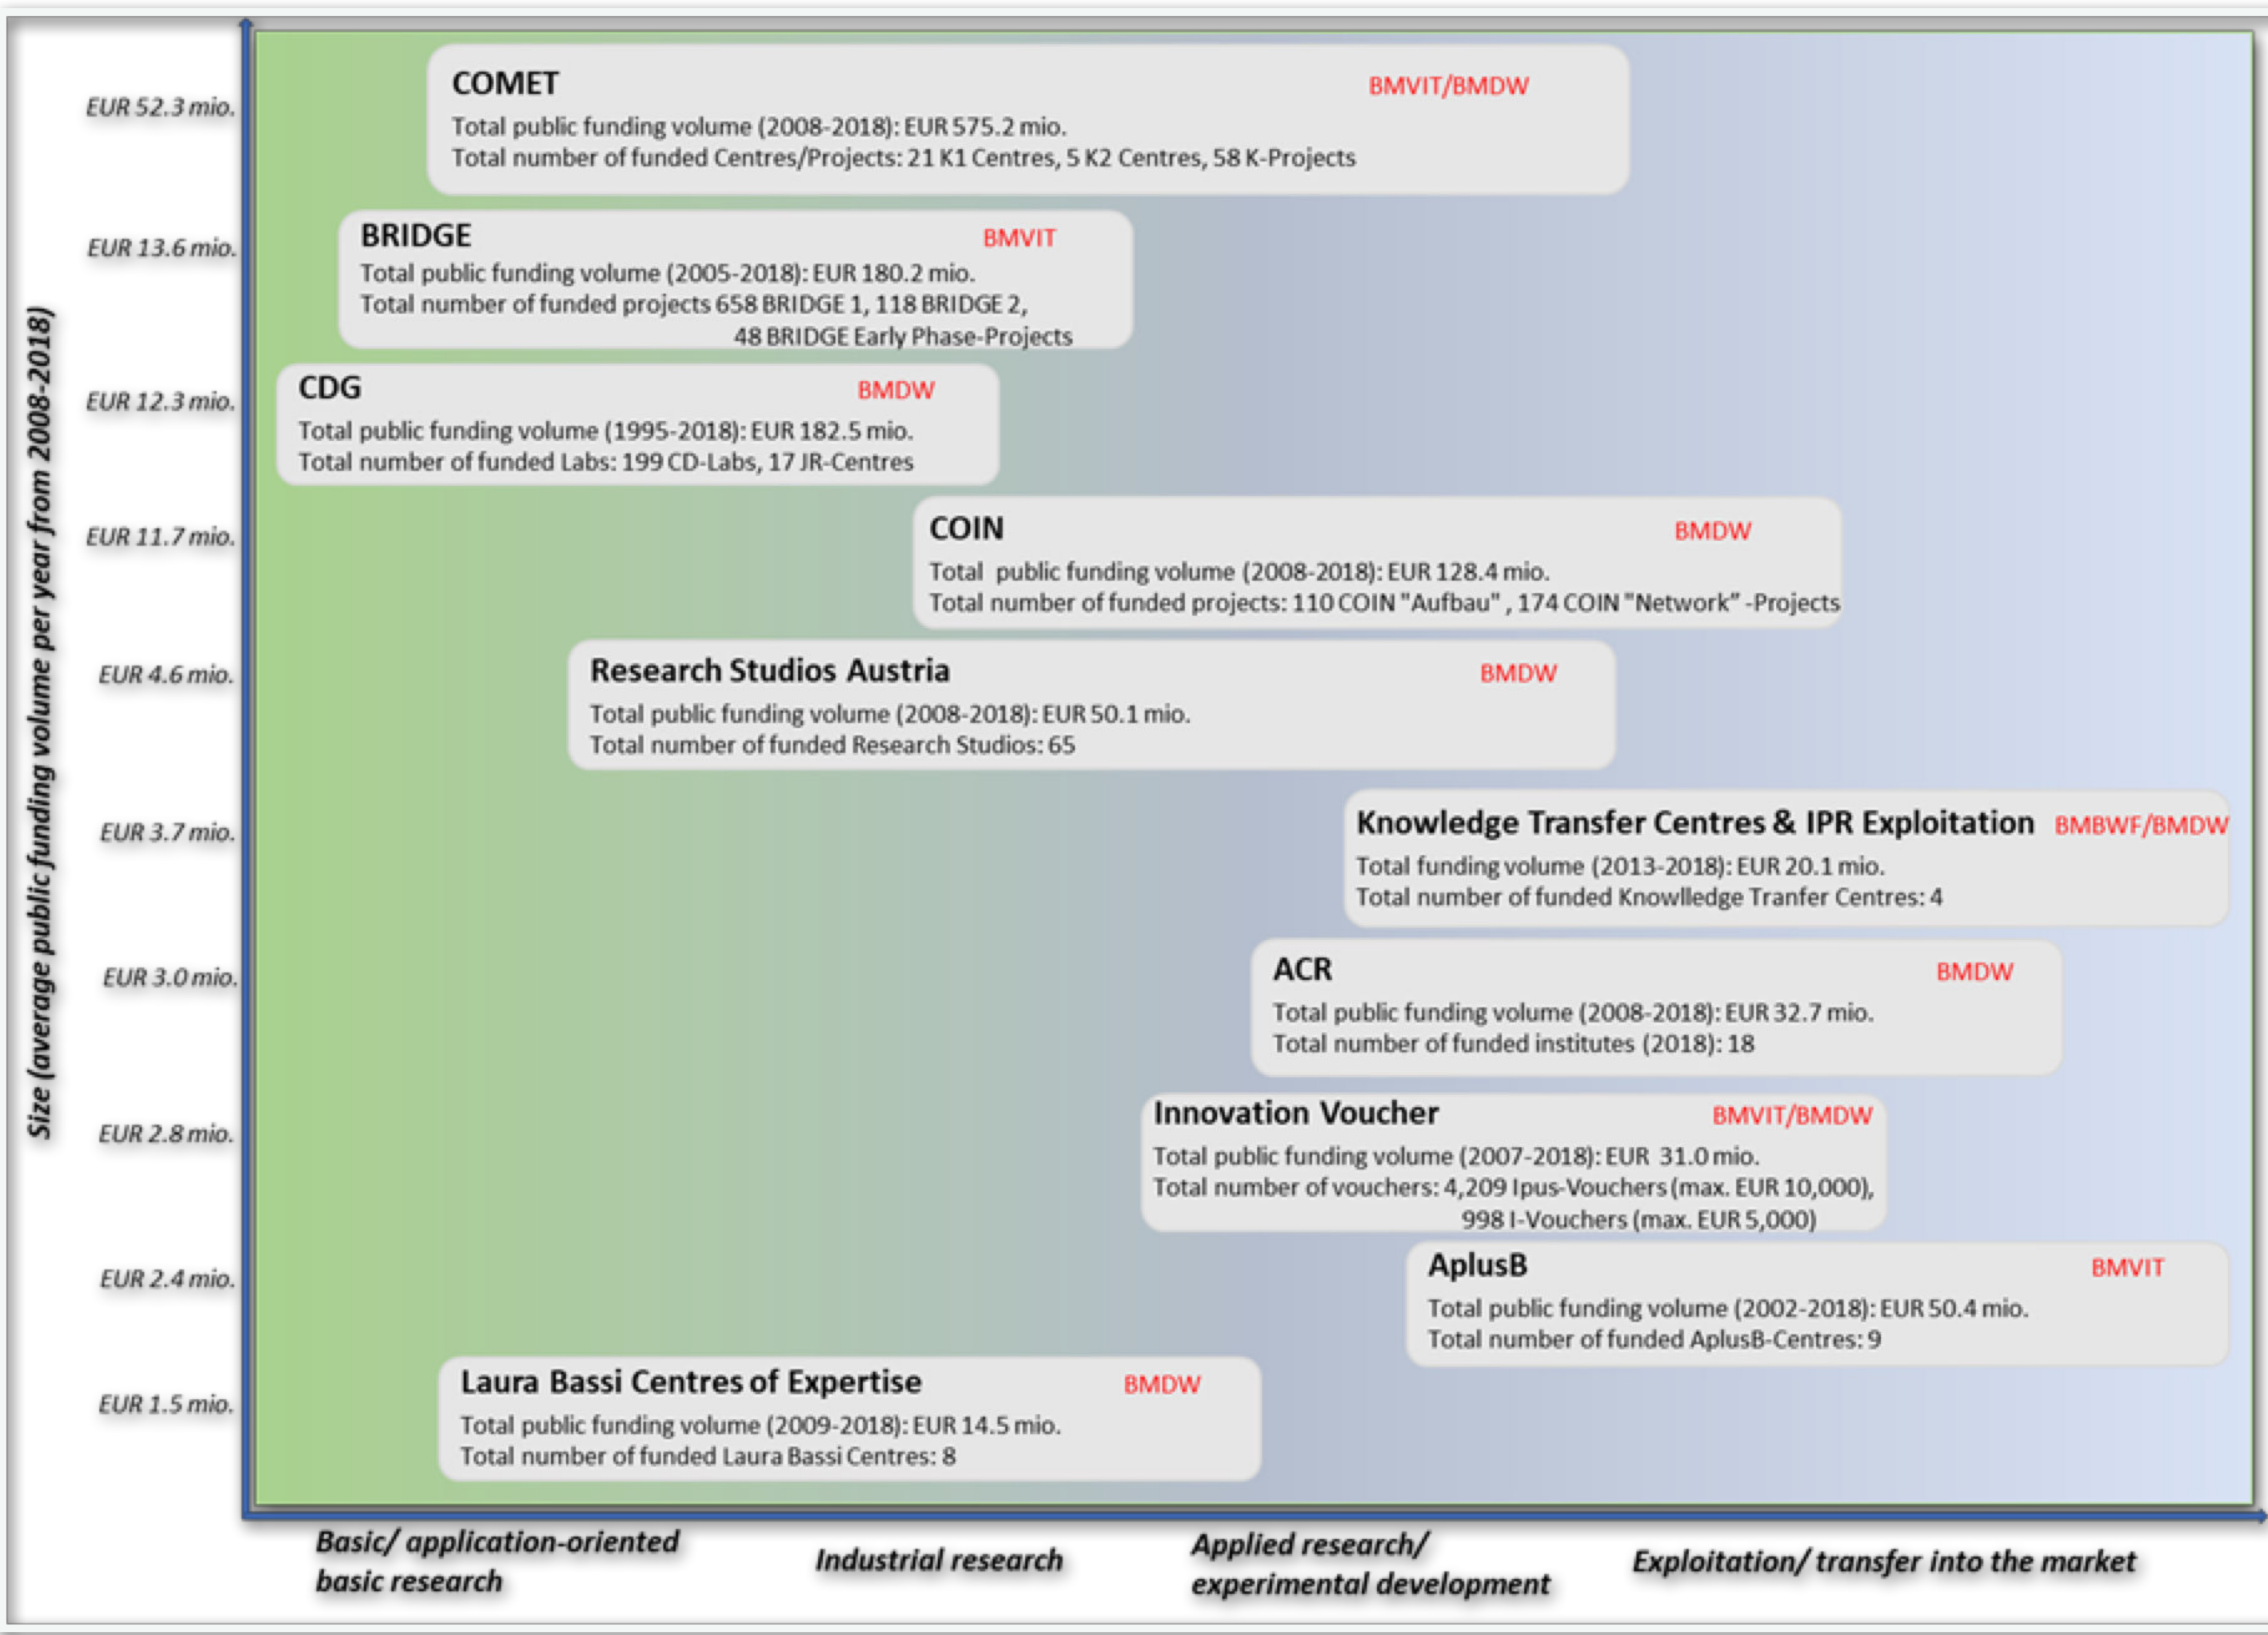 Size (average public funding volume per year from 2008-2018)
EUR 52.3 mio.
COMET BMVIT/BMDW
Total public funding volume (2008-2018): EUR 575.2 mio.
Total number of funded Centres/Projects: 21 K1 Centres, 5 K2 Centres, 58 K-Projects
EUR 13.6 mio.
BRIDGE BMVIT
Total public funding volume (2005-2018): EUR 180.2 mio.
Total number of funded projects 658 BRIDGE 1, 118 BRIDGE 2,
48 BRIDGE Early Phase-Projects
EUR 12.3 mio.
CDG BMDW
Total public funding volume (1995-2018): EUR 182.5 mio.
Total number of funded Labs: 199 CD-Labs, 17 JR-Centres
EUR 11.7 mio.
COIN BMDW
Total public funding volume (2008-2018): EUR 128.4 mio.
Total number of funded projects: 110 COIN "Aufbau" , 174 COIN "Network" -Projects
EUR 4.6 mio.
Research Studios Austria BMDW
Total public funding volume (2008-2018): EUR 50.1 mio.
Total number of funded Research Studios: 65
EUR 3.7 mio.
Knowledge Transfer Centres & IPR Exploitation BMBWF/BMDW
Total funding volume (2013-2018): EUR 20.1 mio.
Total number of funded Knowlledge Tranfer Centres: 4
EUR 3.0 mio.
ACR BMDW
Total public funding volume (2008-2018): EUR 32.7 mio.
Total number of funded institutes (2018): 18
EUR 2.8 mio.
Innovation Voucher BMVIT/BMDW
Total public funding volume (2007-2018): EUR 31.0 mio.
Total number of vouchers: 4,209 Ipus-Vouchers (max. EUR 10,000),
998 I-Vouchers (max. EUR 5,000)
EUR 2.4 mio.
AplusB BMVIT
Total public funding volume (2002-2018): EUR 50.4 mio.
Total number of funded AplusB-Centres: 9
EUR 1.5 mio.
Laura Bassi Centres of Expertise BMDW
Total public funding volume (2009-2018): EUR 14.5 mio.
Total number of funded Laura Bassi Centres: 8
Basic/ application-oriented
basic research
Industrial research
Applied research/
experimental development
Exploitation/ transfer into the market